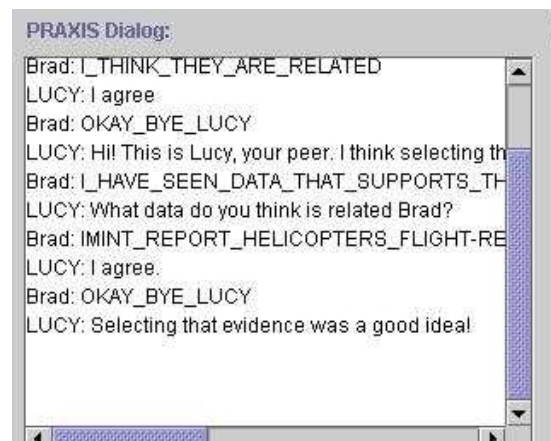 PRAXIS Dialog:
Brad: I_THINK_THEY_ARE_RELATED
LUCY: I agree
Brad: OKAY_BYE_LUCY
LUCY: Hi! This is Lucy, your peer. I think selecting th
Brad: I_HAVE_SEEN_DATA_THAT_SUPPORTS_TH
LUCY: What data do you think is related Brad?
Brad: IMINT_REPORT_HELICOPTERS_FLIGHT-RE
LUCY: I agree.
Brad: OKAY_BYE_LUCY
LUCY: Selecting that evidence was a good idea!